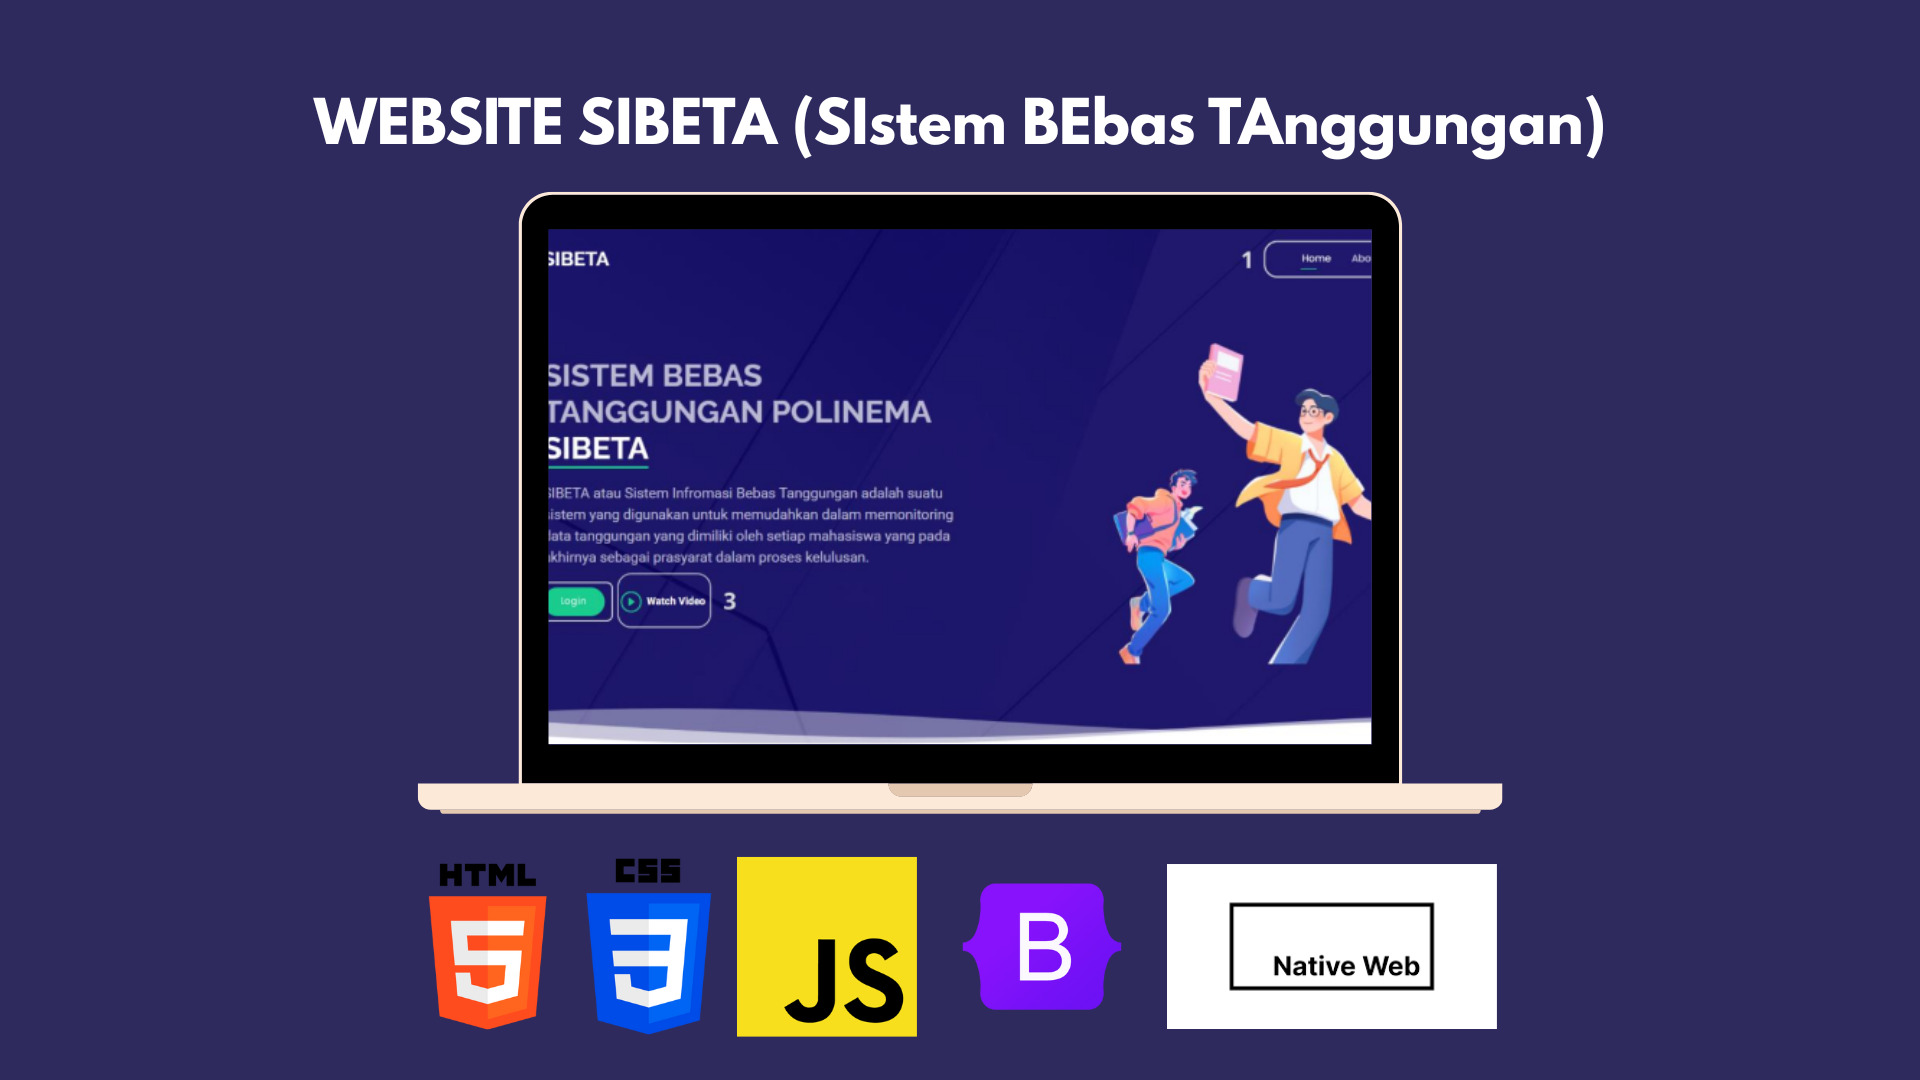 WEBSITE SIBETA (SIstem BEbas TAnggungan)
SIBETA
1
Home
Abo
SISTEM BEBAS
TANGGUNGAN POLINEMA
SIBETA
SIBETA atau Sistem Infromasi Bebas Tanggungan adalah suatu
sistem yang digunakan untuk memudahkan dalam memonitoring
data tanggungan yang dimiliki oleh setiap mahasiswa yang pada
akhirnya sebagai prasyarat dalam proses kelulusan.
Login
Watch Video
3
HTML
5
CSS
3
JS
B
Native Web